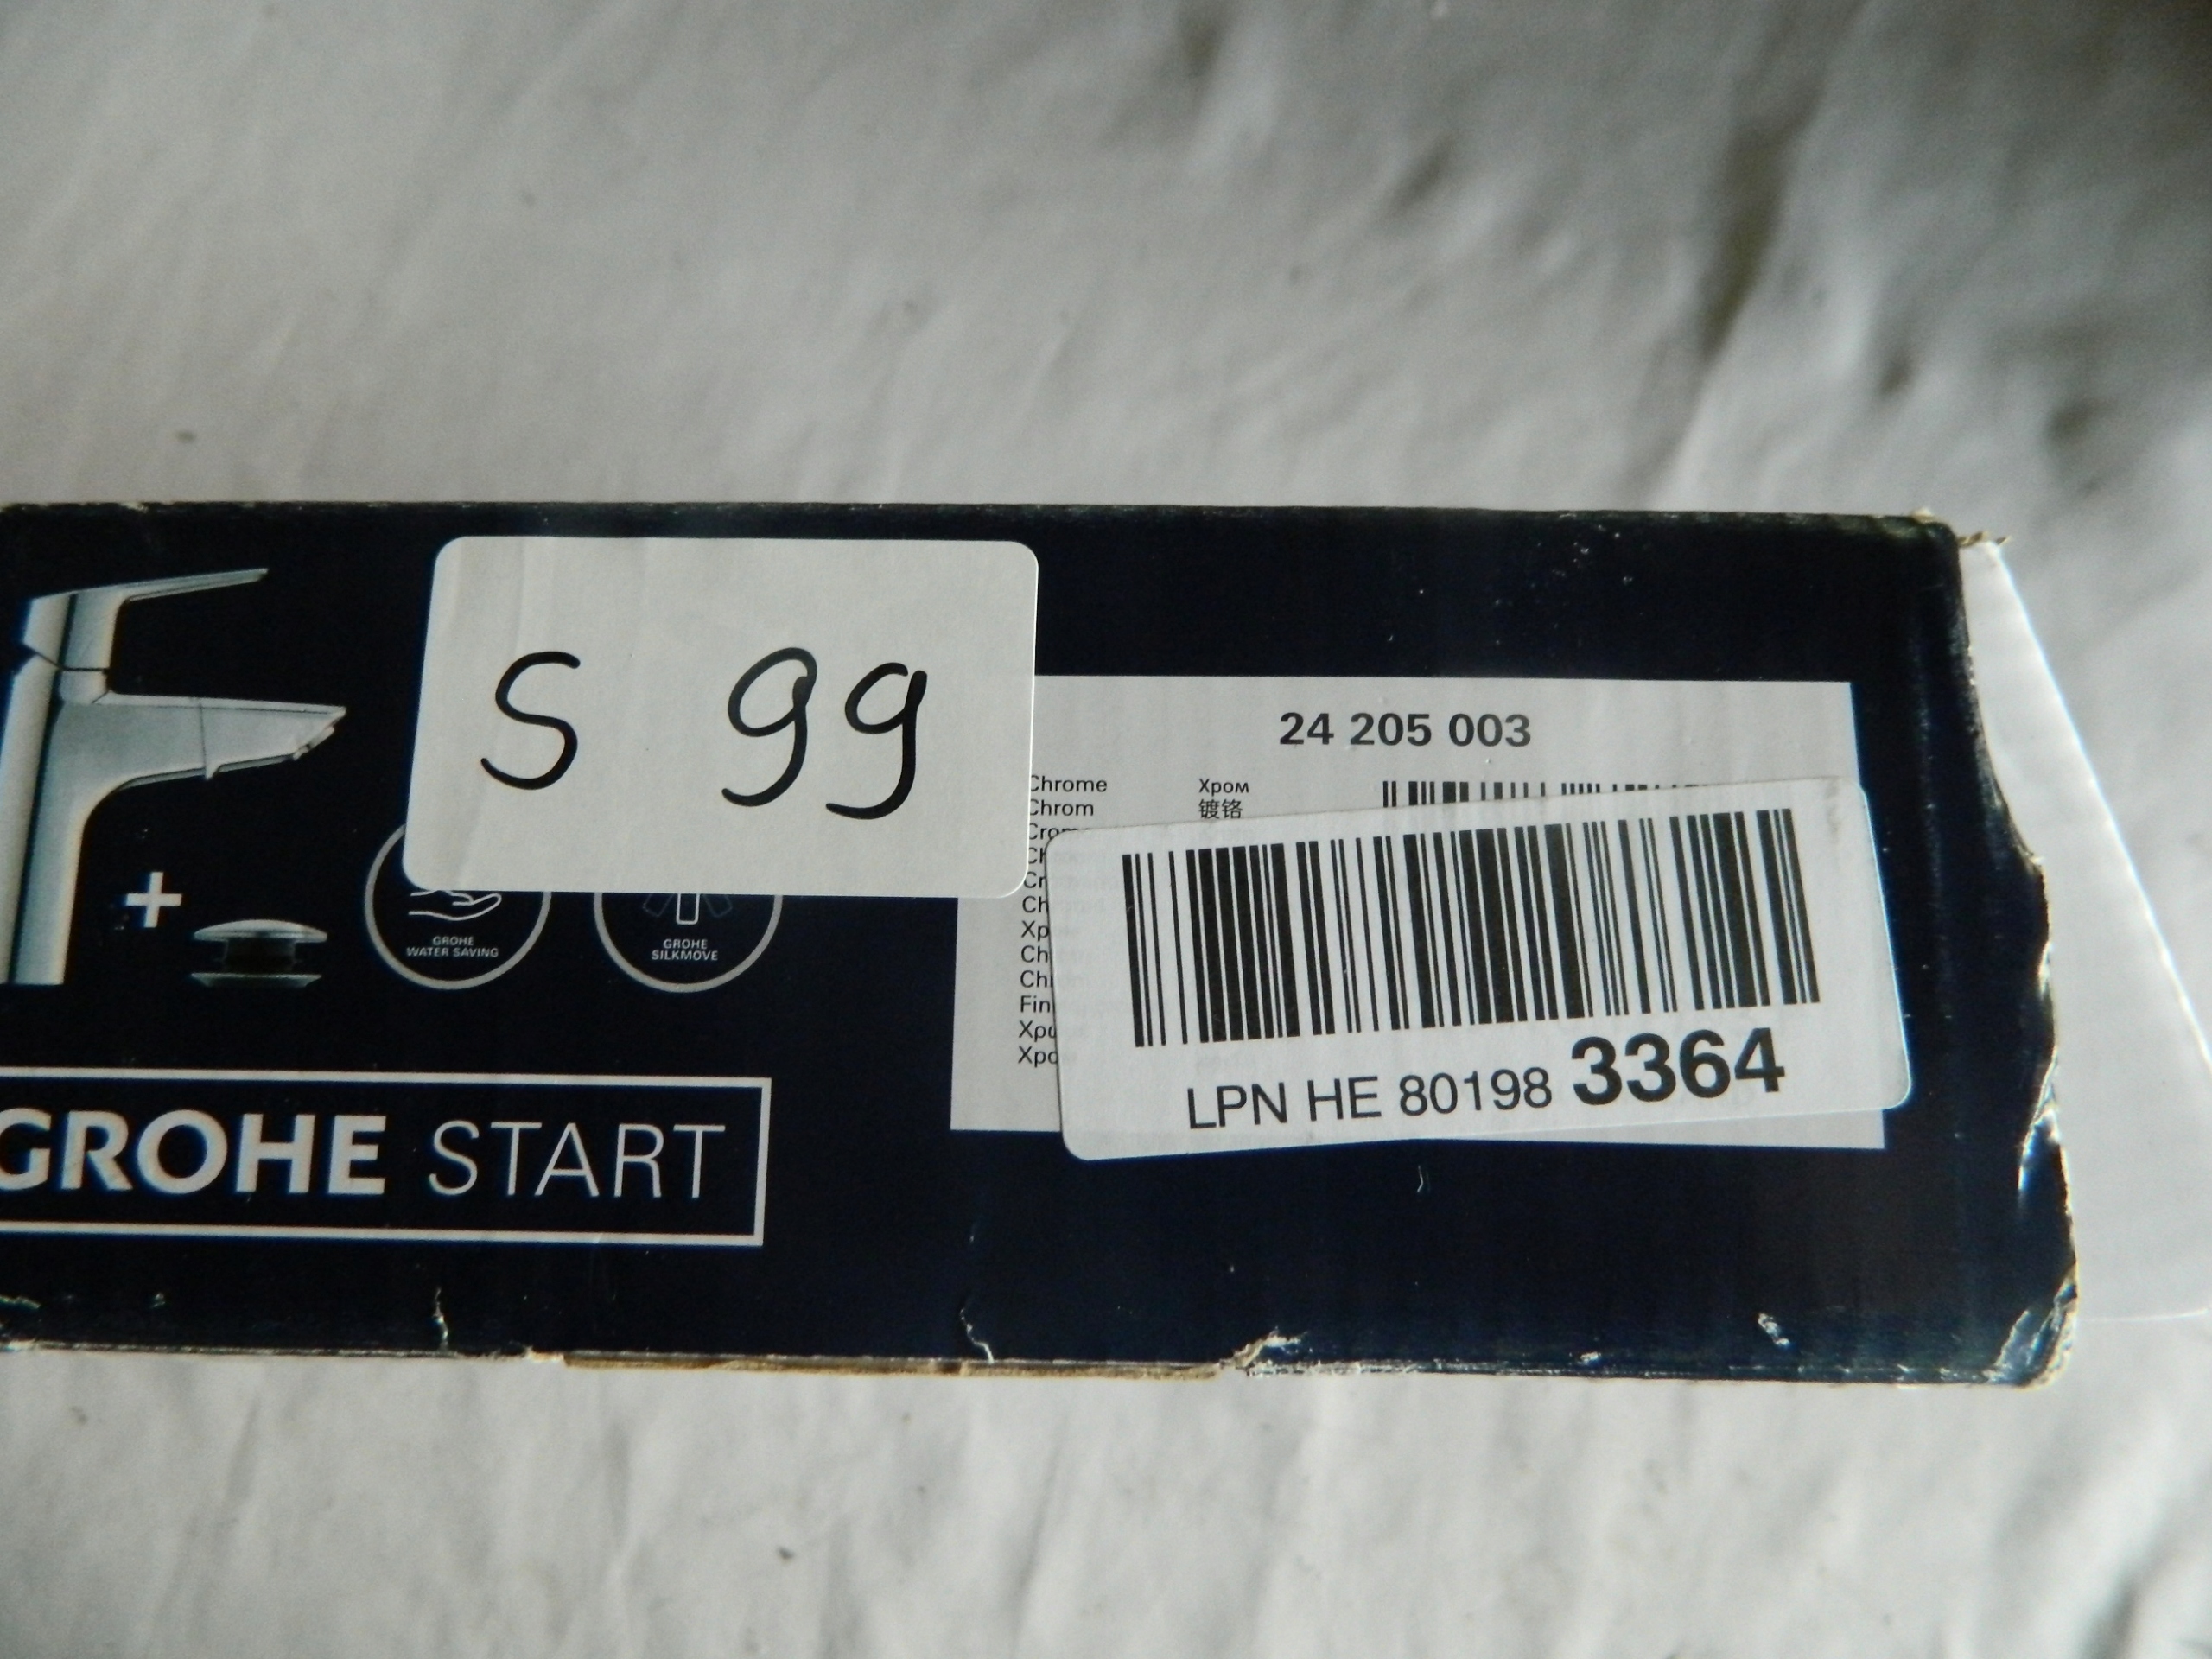 S 99
24 205 003
Chrome Хром
Chrom 镀铬
LPN HE 80198 3364
+
GROHE
WATER SAVING
GROHE
SILKMOVE
GROHE START